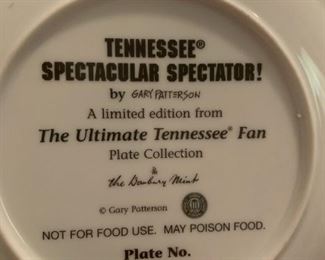 TENNESSEE®
SPECTACULAR SPECTATOR!
by GARY PATTERSON
A limited edition from
The Ultimate Tennessee® Fan
Plate Collection
&
the Danbury Mint
© Gary Patterson
NOT FOR FOOD USE. MAY POISON FOOD.
Plate No.